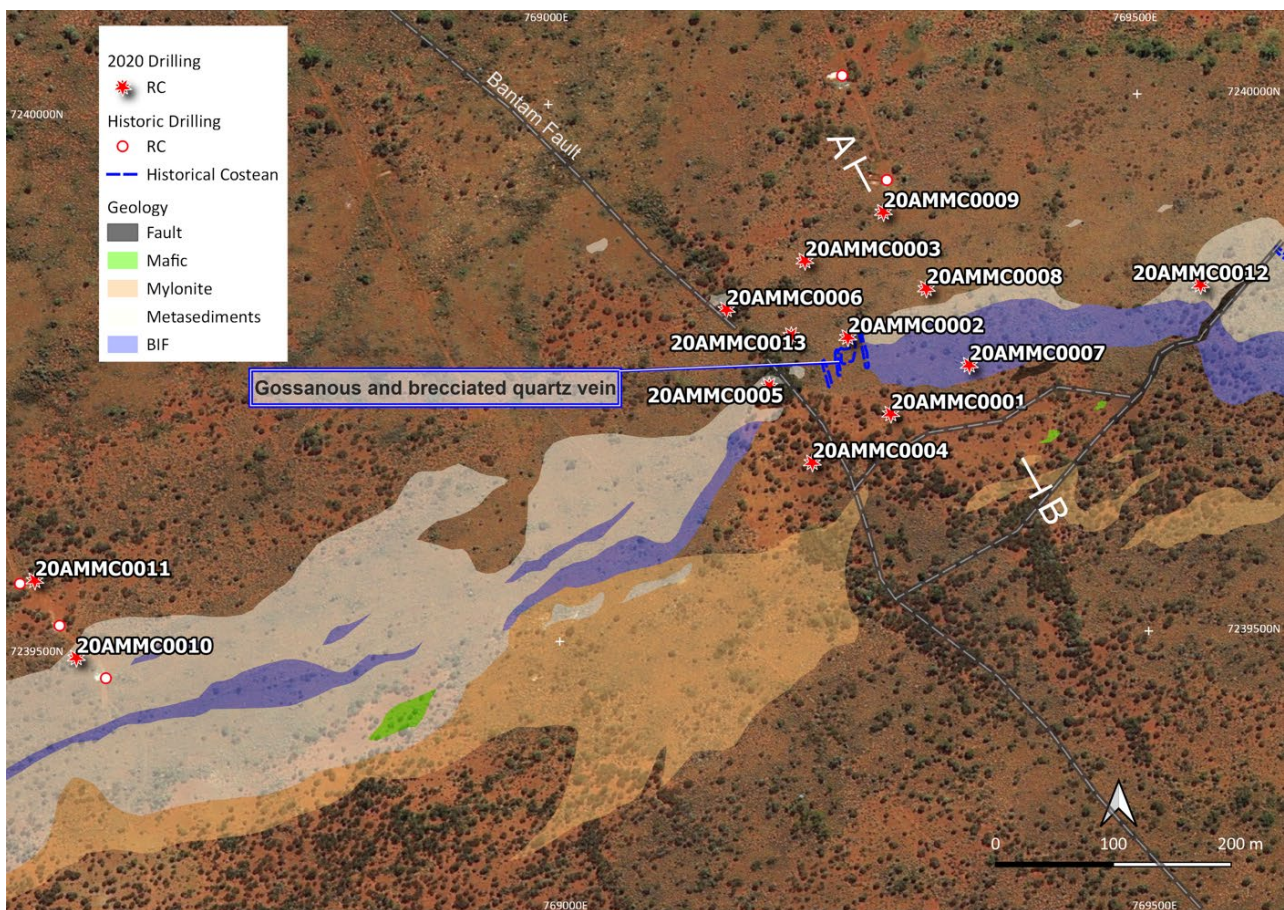 769000E
769500E
2020 Drilling
RC
Historic Drilling
RC
Historical Costean
Geology
Fault
Mafic
Mylonite
Metasediments
BIF
7240000N
7240000N
Bantam Fault
A
20AMMC0009
20AMMC0003
20AMMC0008
20AMMC0012
20AMMC0006
20AMMC0002
20AMMC0013
20AMMC0007
Gossanous and brecciated quartz vein
20AMMC0005
20AMMC0001
20AMMC0004
B
20AMMC0011
20AMMC0010
7239500N
7239500N
0 100 200 m
769000E
769500E